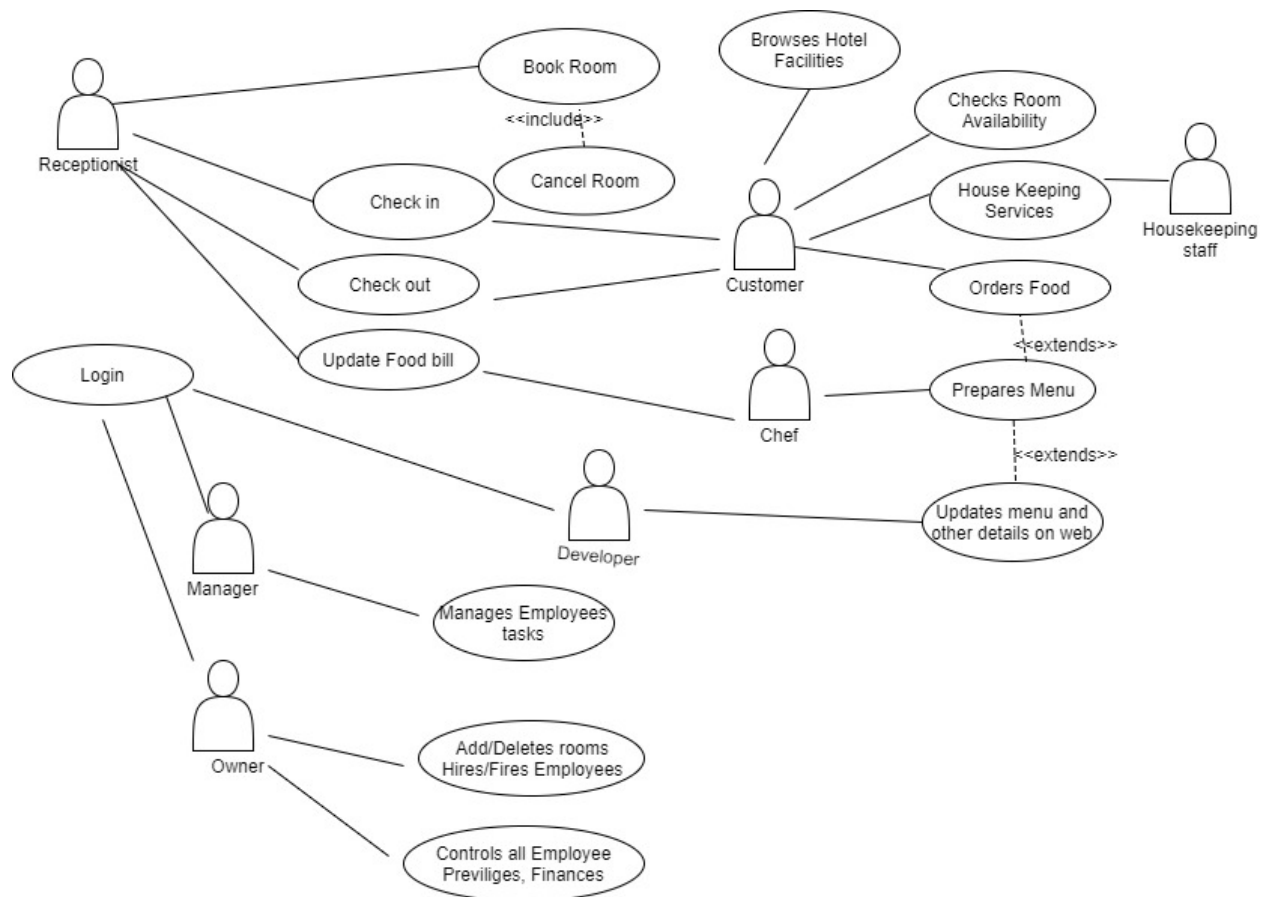 Browses Hotel
Facilities
Book Room
Checks Room
Availability
<<include>>
Receptionist
Cancel Room
Check in
House Keeping
Services
Housekeeping
staff
Check out
Customer
Orders Food
<<extends>>
Update Food bill
Login
Prepares Menu
Chef
<<extends>>
Updates menu and
other details on web
Developer
Manager
Manages Employees
tasks
Add/Deletes rooms
Hires/Fires Employees
Owner
Controls all Employee
Previliges, Finances